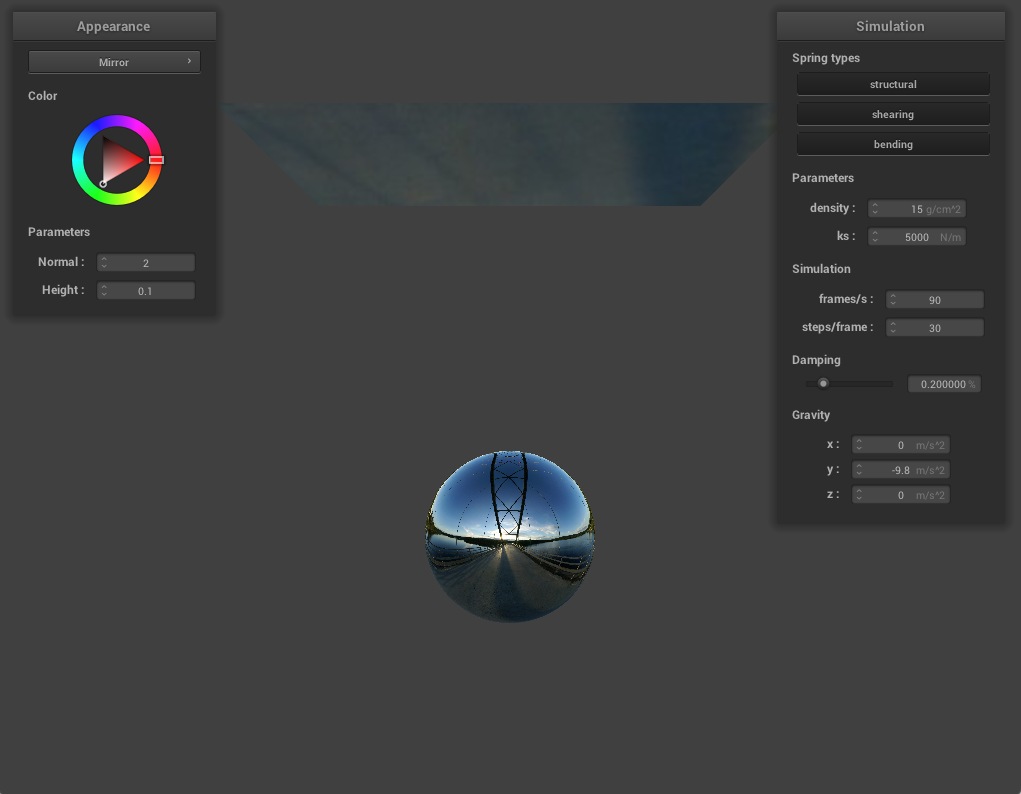 Appearance
Mirror ›
Color
Parameters
Normal : 2
Height : 0.1
Simulation
Spring types
structural
shearing
bending
Parameters
density : 15 g/cm^2
ks : 5000 N/m
Simulation
frames/s : 90
steps/frame : 30
Damping
0.200000 %
Gravity
x : 0 m/s^2
y : -9.8 m/s^2
z : 0 m/s^2